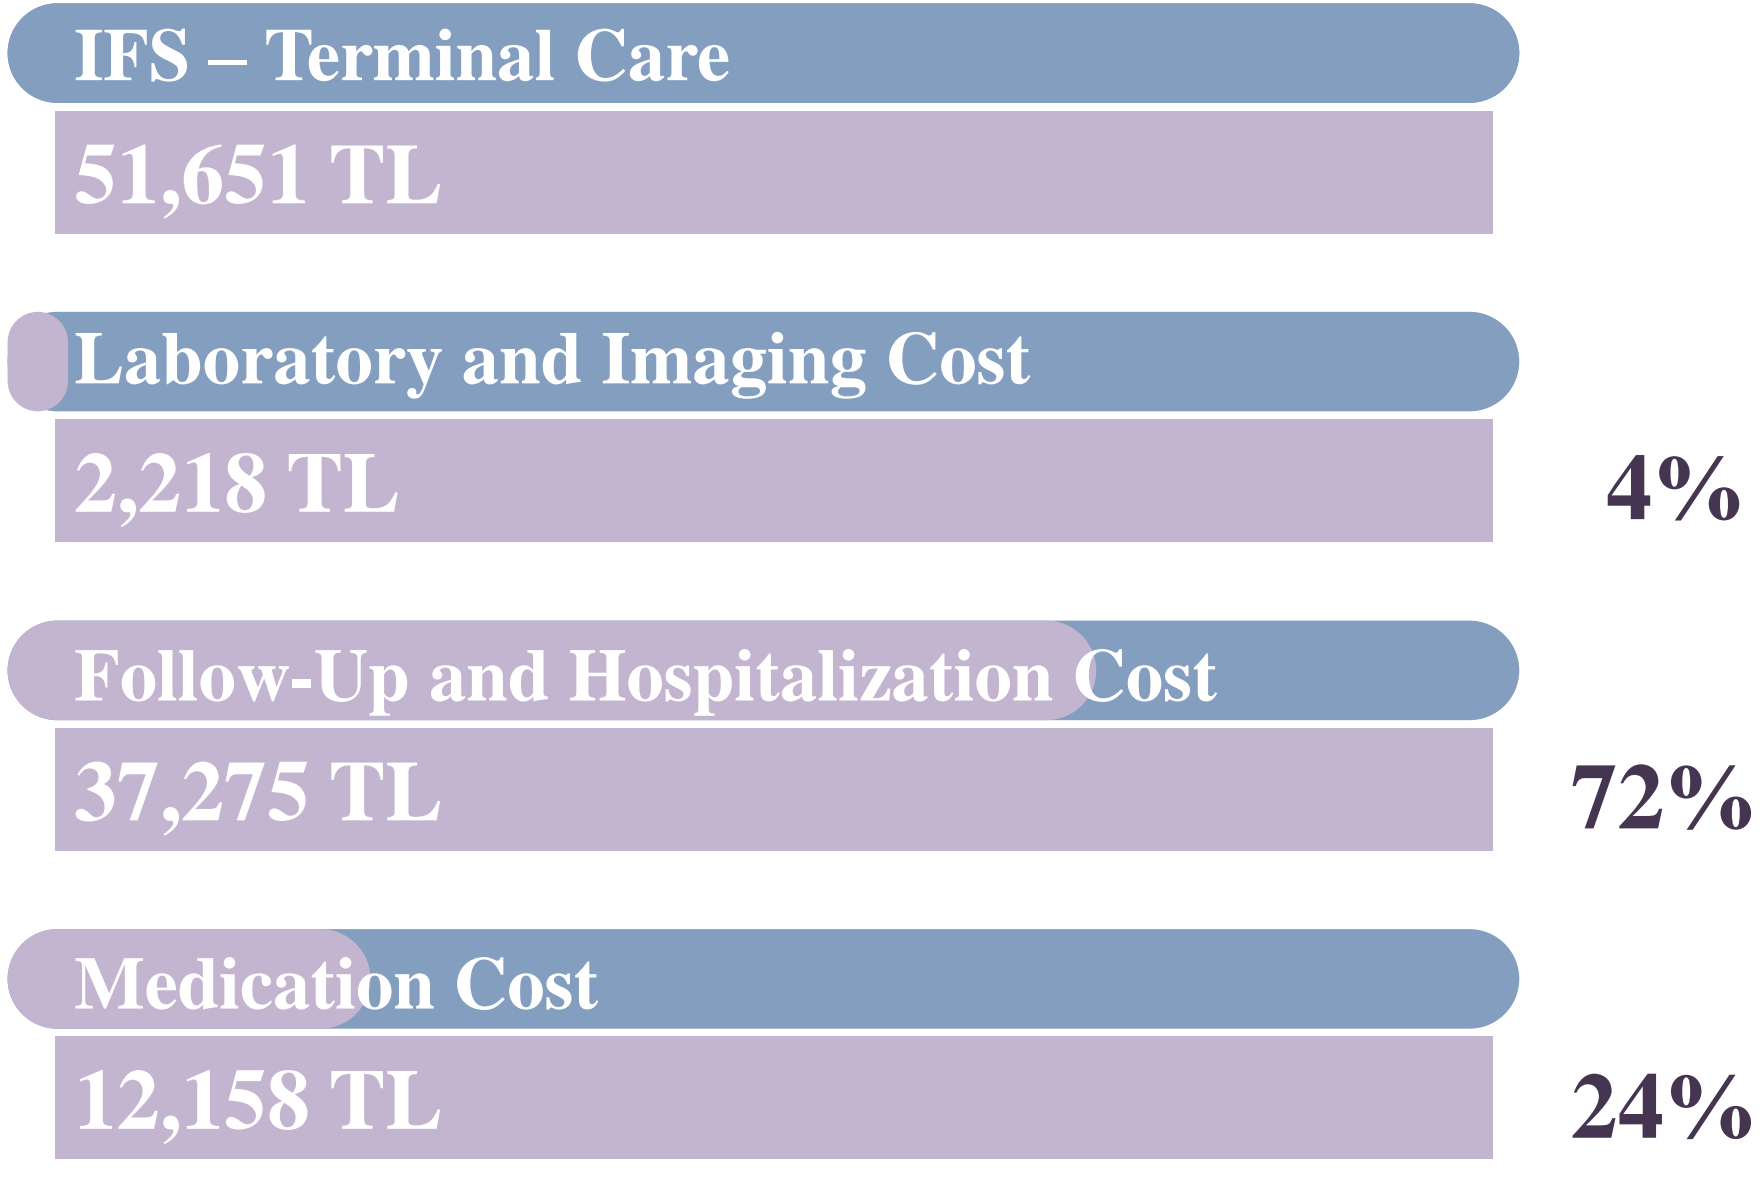 IFS – Terminal Care
51,651 TL
Laboratory and Imaging Cost
2,218 TL
4%
Follow-Up and Hospitalization Cost
37,275 TL
72%
Medication Cost
12,158 TL
24%